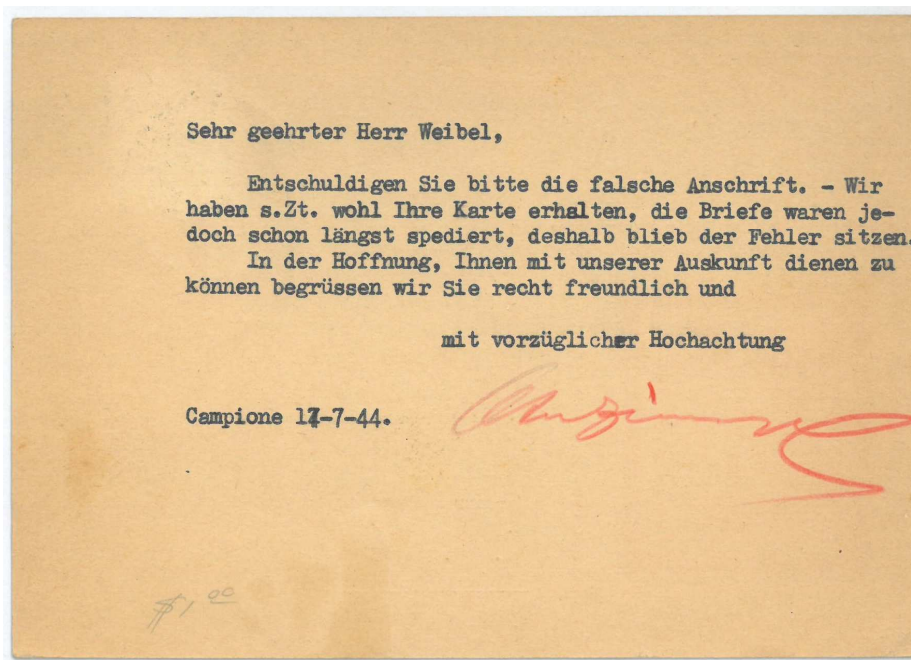 Sehr geehrter Herr Weibel,
Entschuldigen Sie bitte die falsche Anschrift. - Wir
haben s.Zt. wohl Ihre Karte erhalten, die Briefe waren je-
doch schon längst spediert, deshalb blieb der Fehler sitzen.
In der Hoffnung, Ihnen mit unserer Auskunft dienen zu
können begrüssen wir Sie recht freundlich und
mit vorzüglicher Hochachtung
Campione 17-7-44.
$1.00